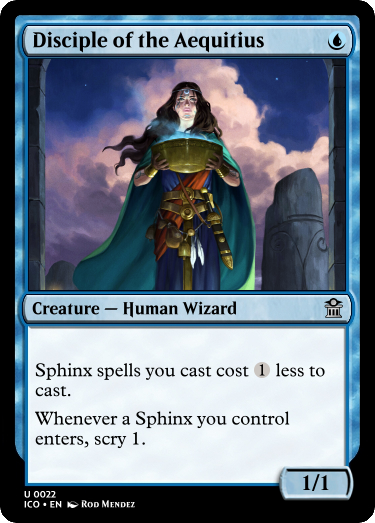 Disciple of the Aequitius
Creature — Human Wizard
Sphinx spells you cast cost 1 less to
cast.
Whenever a Sphinx you control
enters, scry 1.
1/1
U 0022
ICO • EN Rod Mendez